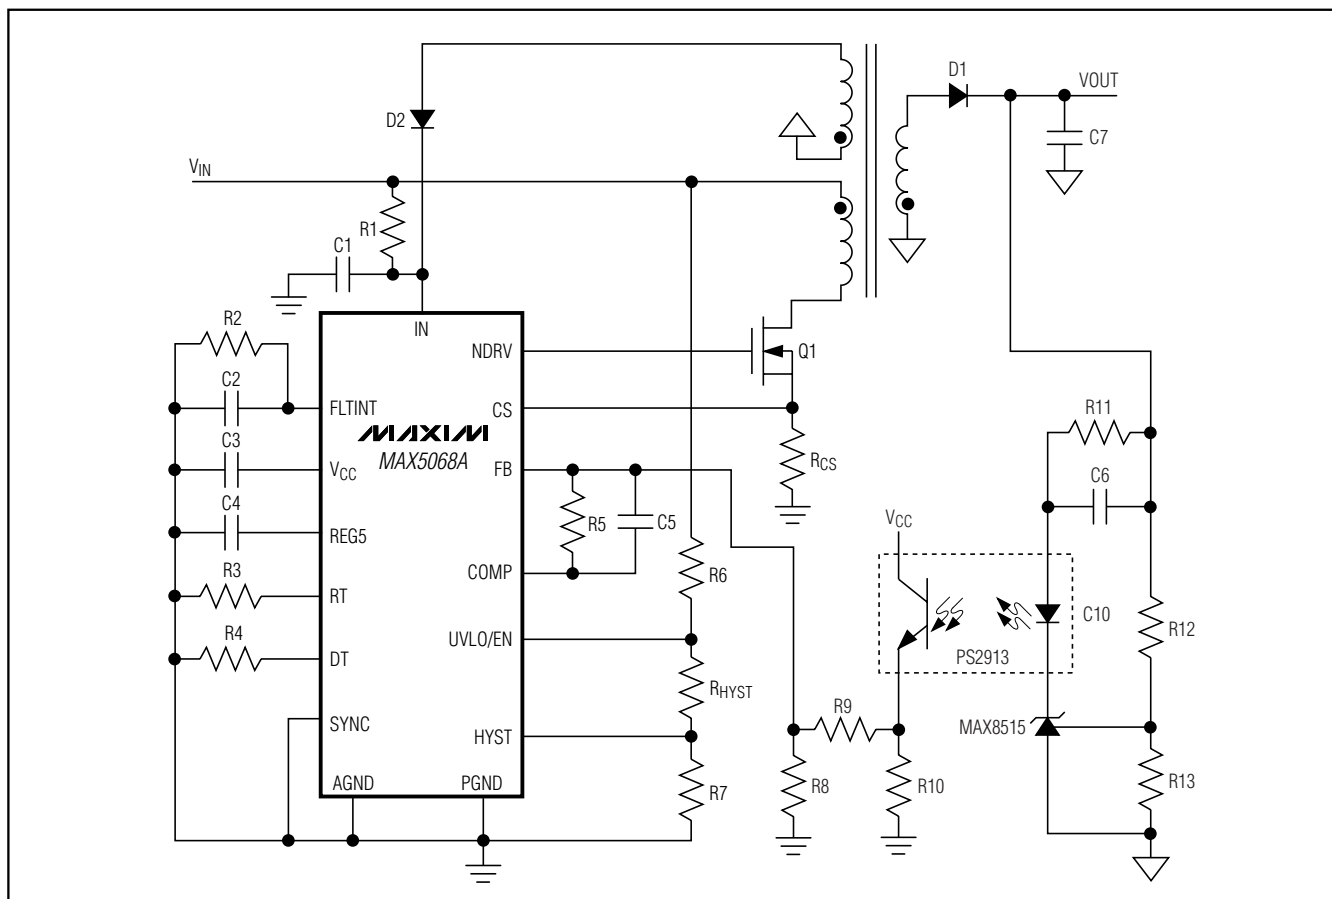 D1
VOUT
D2
C7
VIN
R1
C1
R2
IN
NDRV
Q1
C2
FLTINT
CS
R11
MAXIM
C3
MAX5068A
RCS
VCC
FB
C6
C4
R5
C5
VCC
REG5
R3
COMP
R6
RT
C10
R4
UVLO/EN
R12
DT
PS2913
RHYST
R9
SYNC
HYST
MAX8515
AGND
PGND
R7
R8
R10
R13